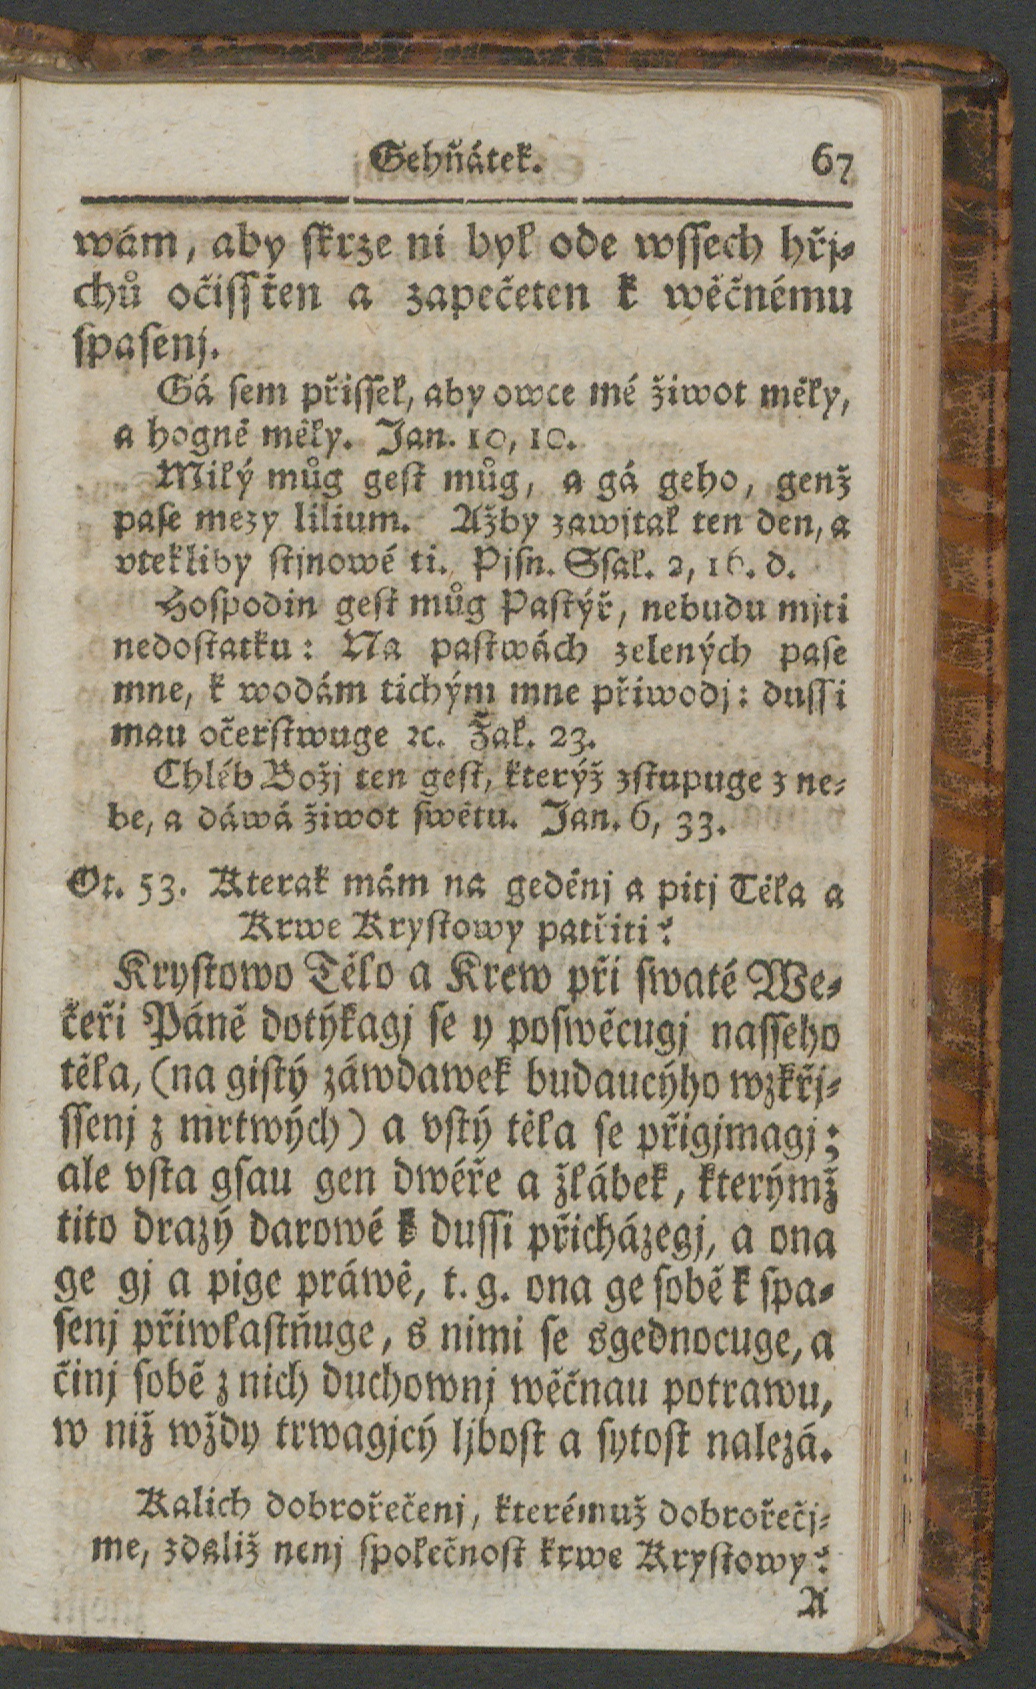 Gehňátek. 67
wám, aby ſkrze ni byl ode wſſech hřj-
chů očiſſtěn a zapečetěn k wěčnému
ſpaſenj.
Gá ſem přiſſel, aby owce mé žiwot měly,
a hogně měly. Jan. 10, 10.
Milý můg geſt můg, a gá geho, genž
paſe mezy lilium. Ažby zawjtal ten den, a
vtekliby ſtjnowé ti. Pjſn. Sſal. 2, 16. d.
Hoſpodin geſt můg Paſtýř, nebudu mjti
nedoſtatku: Na paſtwách zelených paſe
mne, k wodám tichým mne přiwodj: duſſi
mau očerſtwuge ꝛc. Žal. 23.
Chléb Božj ten geſt, kterýž zſtupuge z ne-
be, a dáwá žiwot ſwětu. Jan. 6, 33.
Ot. 53. Kterak mám na geděnj a pitj Těla a
Krwe Kryſtowy patřiti?
Kryſtowo Tělo a Krew při ſwaté We-
čeři Páně dotýkagj ſe y poſwěcugj naſſeho
těla, (na giſtý záwdawek budaucýho wzkřj-
ſſenj z mrtwých) a vſtý těla ſe přigjmagj;
ale vſta gſau gen dwéře a žlábek, kterýmž
tito drazý darowé k duſſi přicházegj, a ona
ge gj a pige práwě, t. g. ona ge ſobě k ſpa-
ſenj přiwlaſtňuge, s nimi ſe sgednocuge, a
činj ſobě z nich duchownj wěčnau potrawu,
w niž wždy trwagjcý ljboſt a ſytoſt nalezá.
Kalich dobrořečenj, kterémuž dobrořečj-
me, zdaliž nenj ſpolečnoſt krwe Kryſtowy?
A